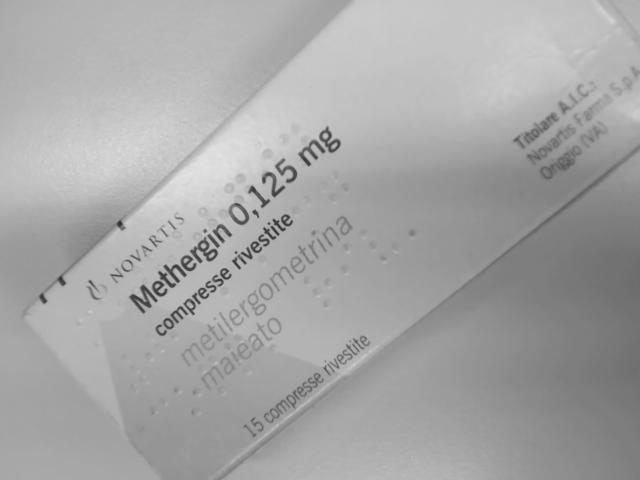 NOVARTIS
Methergin 0,125 mg
compresse rivestite
metilergometrina
maleato
15 compresse rivestite
Titolare A.I.C.:
Novartis Farma S.p.A.
Origgio (VA)